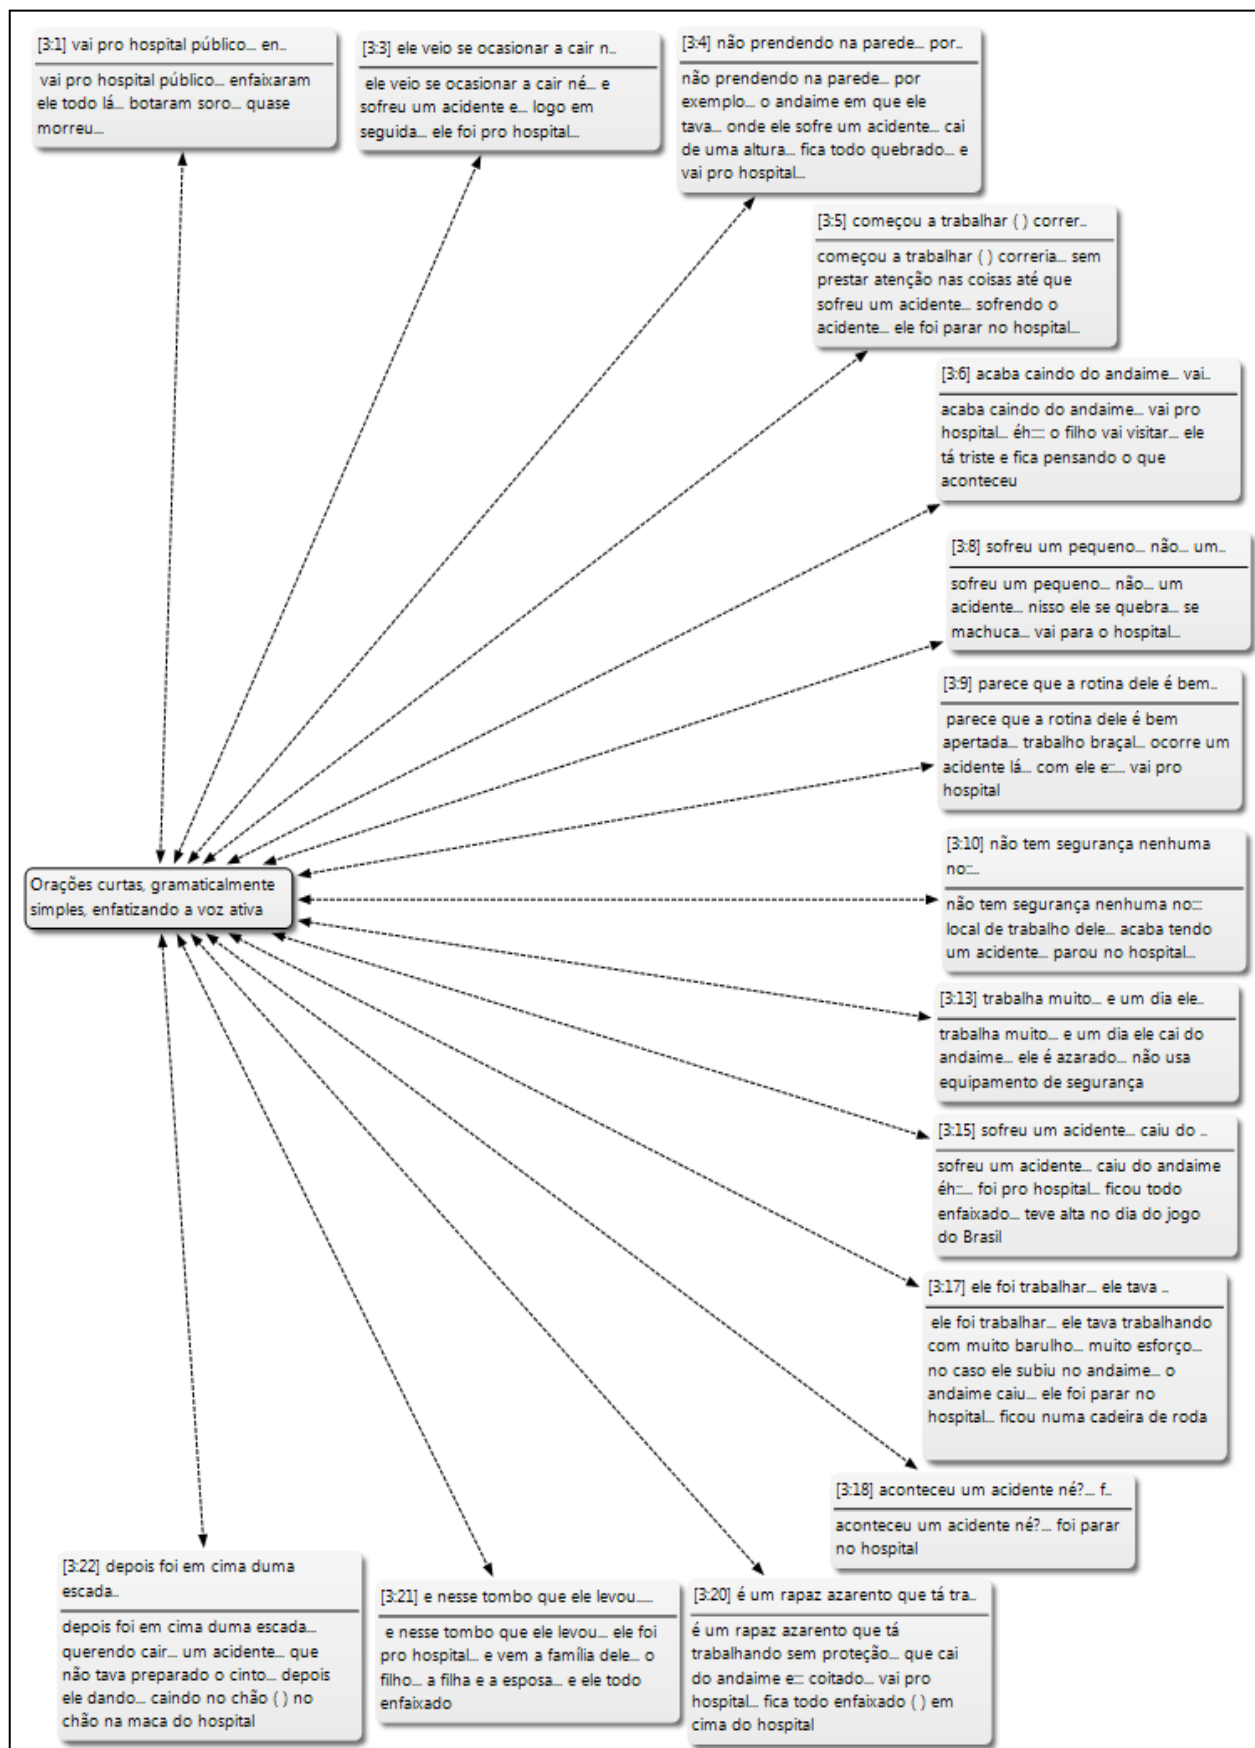 [3:1] vai pro hospital público... en..
vai pro hospital público... enfaixaram
ele todo lá... botaram soro... quase
morreu...
[3:3] ele veio se ocasionar a cair n..
ele veio se ocasionar a cair né... e
sofreu um acidente e... logo em
seguida... ele foi pro hospital...
[3:4] não prendendo na parede... por..
não prendendo na parede... por
exemplo... o andaime em que ele
tava... onde ele sofre um acidente... cai
de uma altura... fica todo quebrado... e
vai pro hospital...
[3:5] começou a trabalhar ( ) correr..
começou a trabalhar ( ) correria... sem
prestar atenção nas coisas até que
sofreu um acidente... sofrendo o
acidente... ele foi parar no hospital...
[3:6] acaba caindo do andaime... vai..
acaba caindo do andaime... vai pro
hospital... éh:::: o filho vai visitar... ele
tá triste e fica pensando o que
aconteceu
[3:8] sofreu um pequeno... não... um..
sofreu um pequeno... não... um
acidente... nisso ele se quebra... se
machuca... vai para o hospital...
[3:9] parece que a rotina dele é bem..
parece que a rotina dele é bem
apertada... trabalho braçal... ocorre um
acidente lá... com ele e::... vai pro
hospital
Orações curtas, gramaticalmente
simples, enfatizando a voz ativa
[3:10] não tem segurança nenhuma
no::..
não tem segurança nenhuma no:::
local de trabalho dele... acaba tendo
um acidente... parou no hospital...
[3:13] trabalha muito... e um dia ele..
trabalha muito... e um dia ele cai do
andaime... ele é azarado... não usa
equipamento de segurança
[3:15] sofreu um acidente... caiu do ..
sofreu um acidente... caiu do andaime
éh::... foi pro hospital... ficou todo
enfaixado... teve alta no dia do jogo
do Brasil
[3:17] ele foi trabalhar... ele tava ..
ele foi trabalhar... ele tava trabalhando
com muito barulho... muito esforço...
no caso ele subiu no andaime... o
andaime caiu... ele foi parar no
hospital... ficou numa cadeira de roda
[3:18] aconteceu um acidente né?... f..
aconteceu um acidente né?... foi parar
no hospital
[3:20] é um rapaz azarento que tá tra..
é um rapaz azarento que tá
trabalhando sem proteção... que cai
do andaime e::: coitado... vai pro
hospital... fica todo enfaixado ( ) em
cima do hospital
[3:21] e nesse tombo que ele levou.....
e nesse tombo que ele levou... ele foi
pro hospital... e vem a família dele... o
filho... a filha e a esposa... e ele todo
enfaixado
[3:22] depois foi em cima duma
escada..
depois foi em cima duma escada...
querendo cair... um acidente... que
não tava preparado o cinto... depois
ele dando... caindo no chão ( ) no
chão na maca do hospital